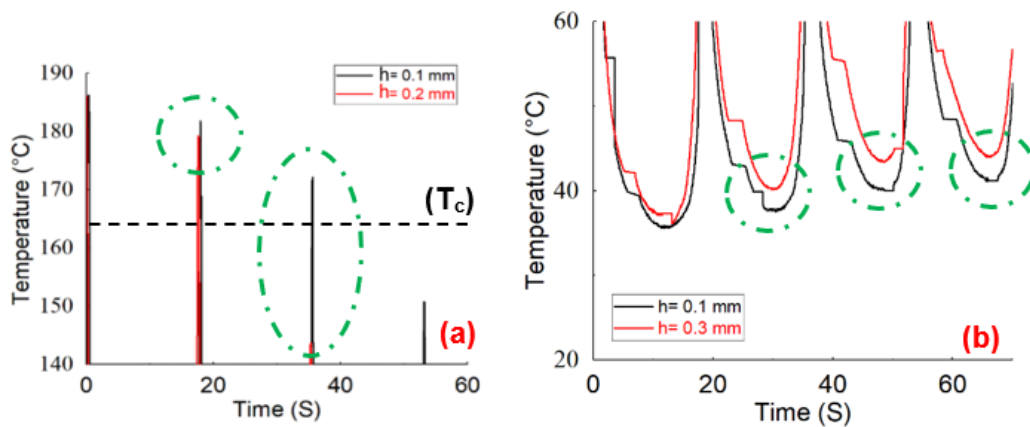 190
180
170
160
150
140
0
20
40
60
Temperature (°C)
Time (S)
h= 0.1 mm
h= 0.2 mm
(Tc)
(a)
60
40
20
0
20
40
60
Temperature (°C)
Time (S)
h= 0.1 mm
h= 0.3 mm
(b)